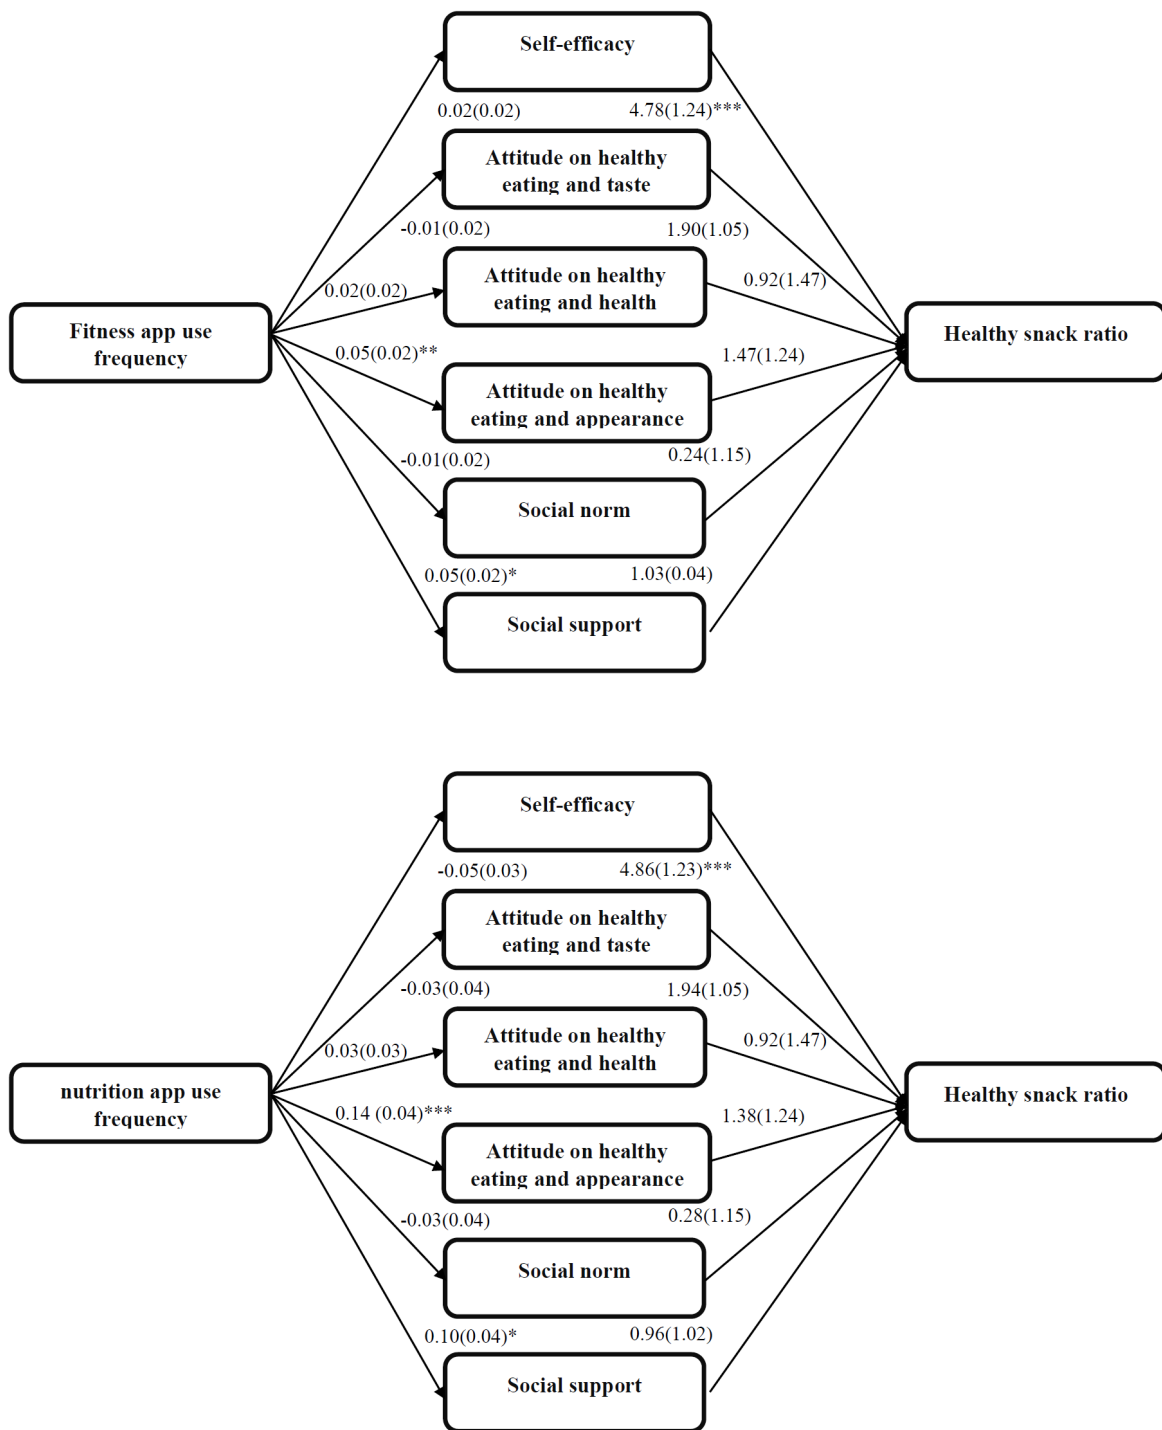 Self-efficacy
0.02(0.02)
4.78(1.24)***
Attitude on healthy
eating and taste
-0.01(0.02)
1.90(1.05)
Attitude on healthy
eating and health
0.02(0.02)
0.92(1.47)
Fitness app use
frequency
Healthy snack ratio
0.05(0.02)**
1.47(1.24)
Attitude on healthy
eating and appearance
-0.01(0.02)
0.24(1.15)
Social norm
0.05(0.02)*
1.03(0.04)
Social support
Self-efficacy
-0.05(0.03)
4.86(1.23)***
Attitude on healthy
eating and taste
-0.03(0.04)
1.94(1.05)
Attitude on healthy
eating and health
0.03(0.03)
0.92(1.47)
nutrition app use
frequency
Healthy snack ratio
0.14 (0.04)***
1.38(1.24)
Attitude on healthy
eating and appearance
-0.03(0.04)
0.28(1.15)
Social norm
0.10(0.04)*
0.96(1.02)
Social support